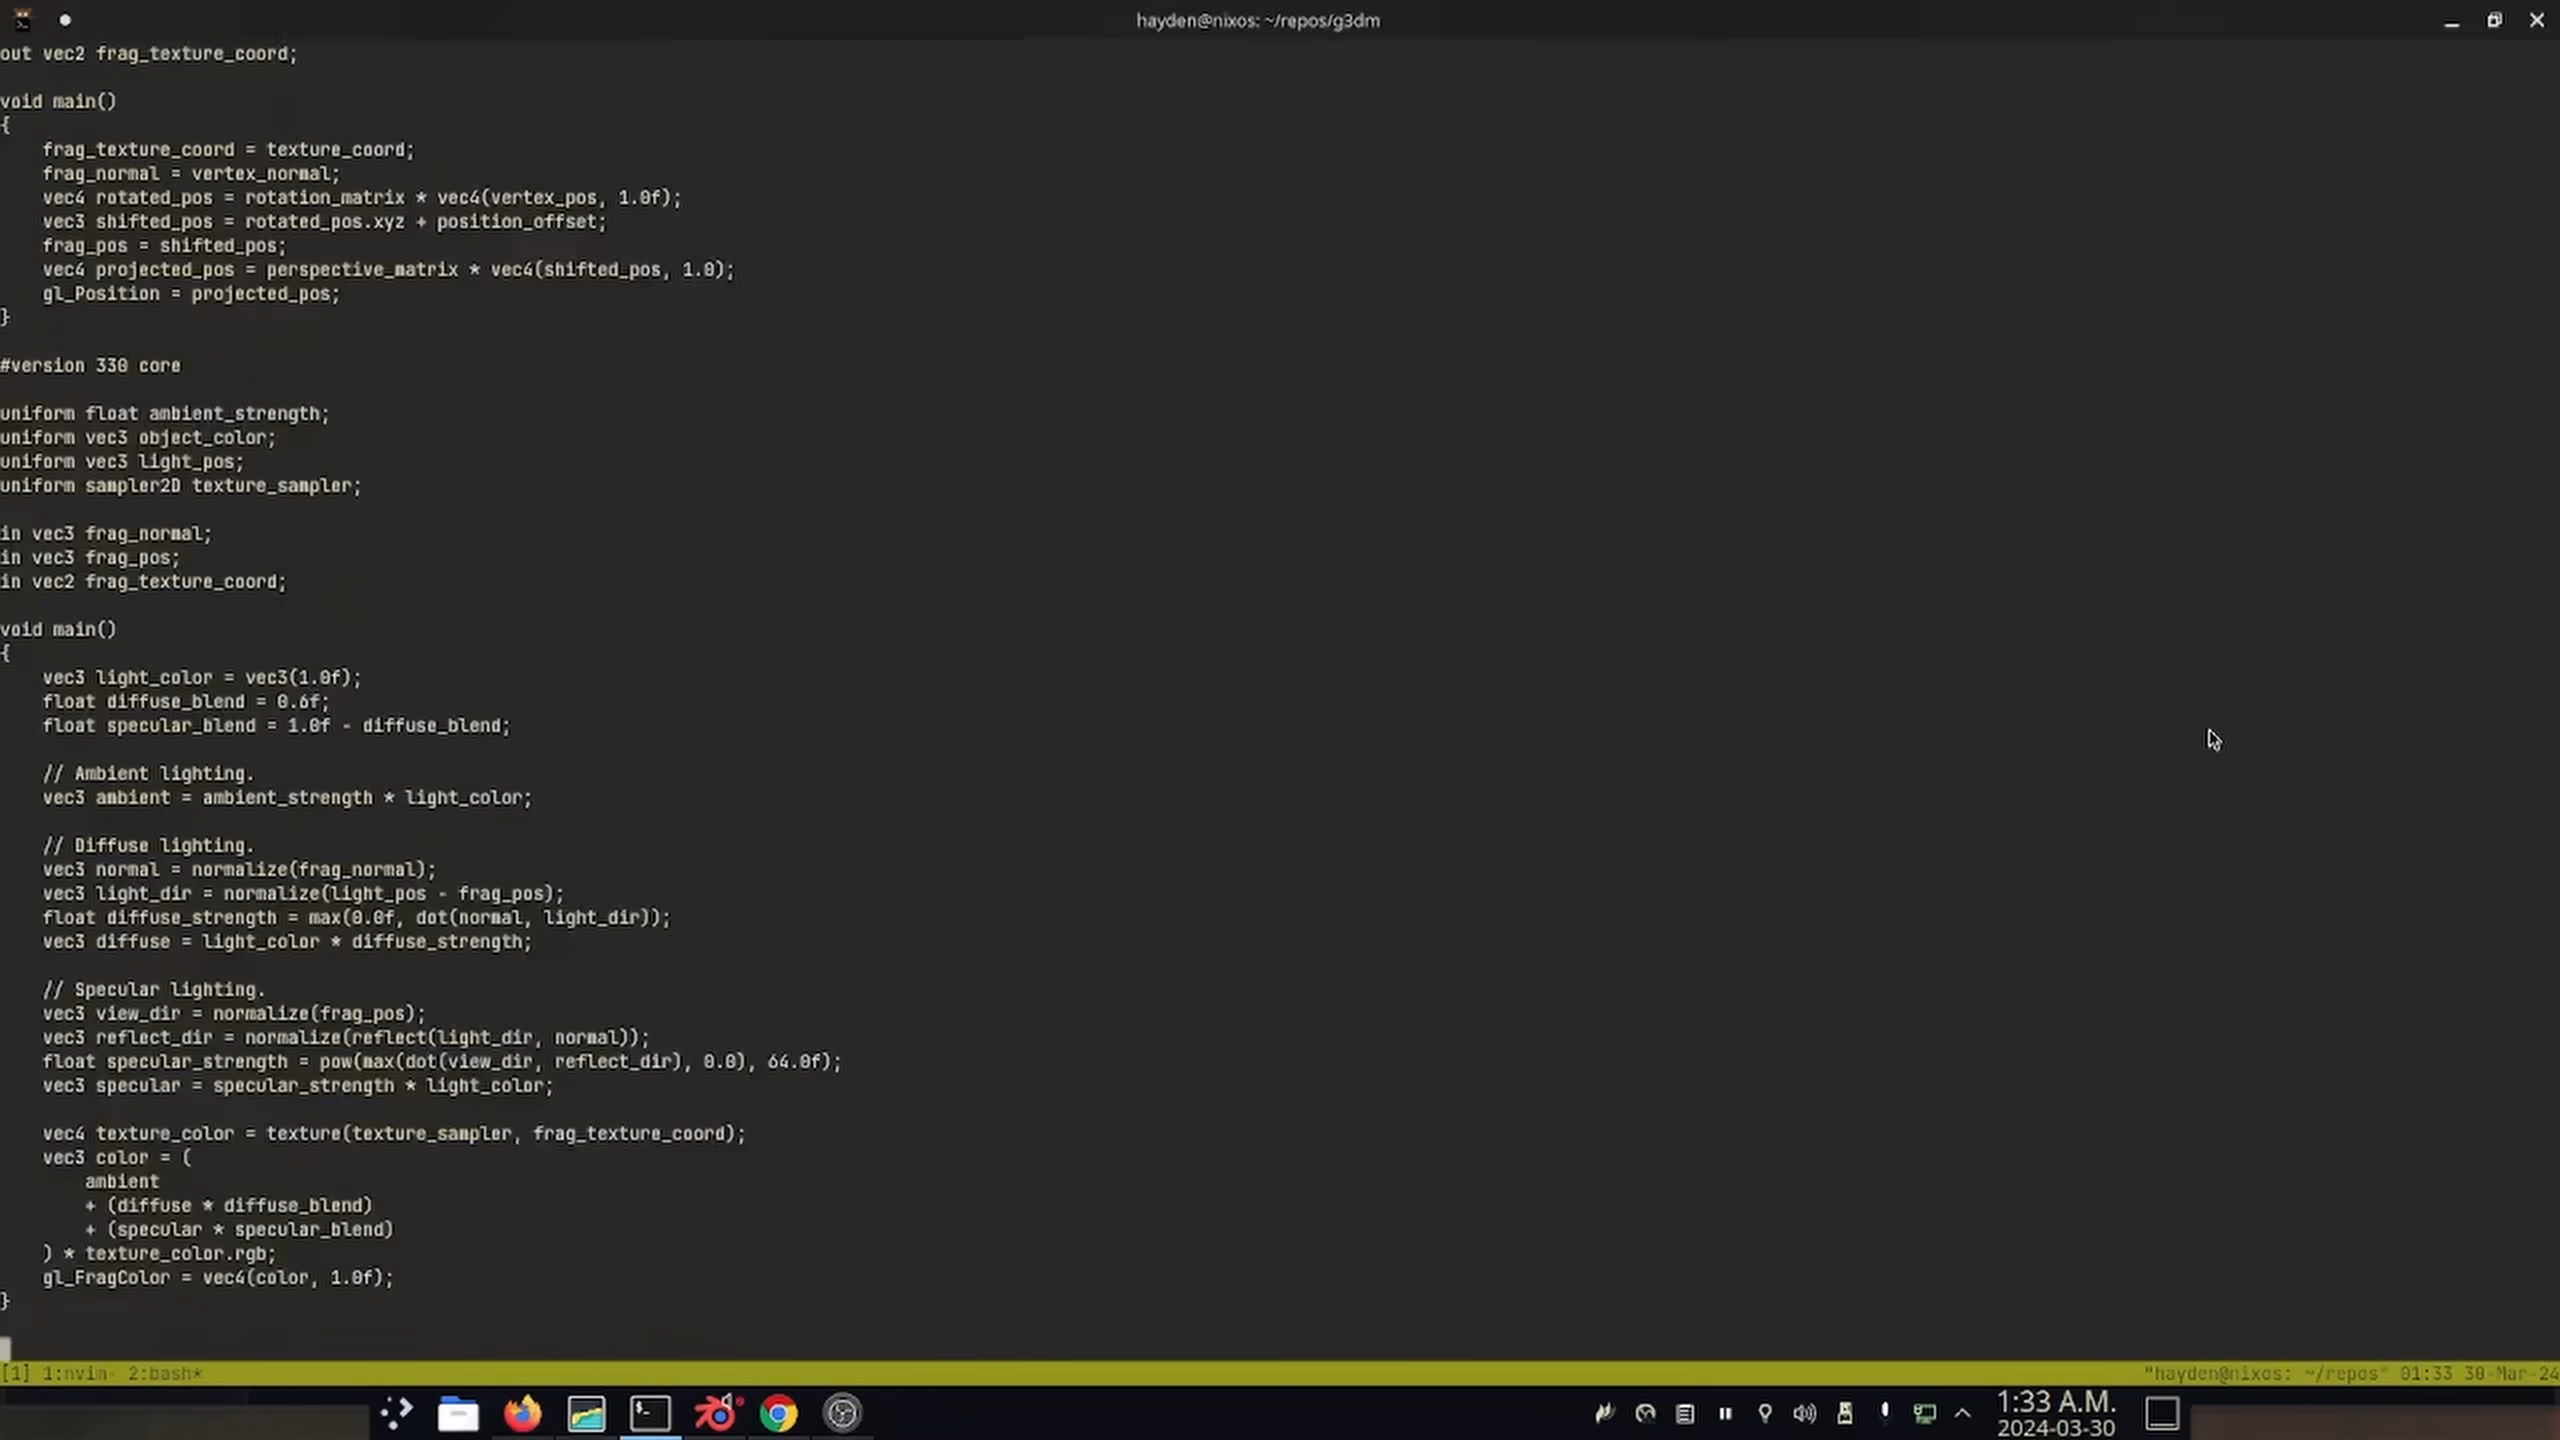 hayden@nixos: ~/repos/g3dm
out vec2 frag_texture_coord;
void main()
{
    frag_texture_coord = texture_coord;
    frag_normal = vertex_normal;
    vec4 rotated_pos = rotation_matrix * vec4(vertex_pos, 1.0f);
    vec3 shifted_pos = rotated_pos.xyz + position_offset;
    frag_pos = shifted_pos;
    vec4 projected_pos = perspective_matrix * vec4(shifted_pos, 1.0);
    gl_Position = projected_pos;
}
#version 330 core
uniform float ambient_strength;
uniform vec3 object_color;
uniform vec3 light_pos;
uniform sampler2D texture_sampler;
in vec3 frag_normal;
in vec3 frag_pos;
in vec2 frag_texture_coord;
void main()
{
    vec3 light_color = vec3(1.0f);
    float diffuse_blend = 0.6f;
    float specular_blend = 1.0f - diffuse_blend;
    // Ambient lighting.
    vec3 ambient = ambient_strength * light_color;
    // Diffuse lighting.
    vec3 normal = normalize(frag_normal);
    vec3 light_dir = normalize(light_pos - frag_pos);
    float diffuse_strength = max(0.0f, dot(normal, light_dir));
    vec3 diffuse = light_color * diffuse_strength;
    // Specular lighting.
    vec3 view_dir = normalize(frag_pos);
    vec3 reflect_dir = normalize(reflect(light_dir, normal));
    float specular_strength = pow(max(dot(view_dir, reflect_dir), 0.0), 64.0f);
    vec3 specular = specular_strength * light_color;
    vec4 texture_color = texture(texture_sampler, frag_texture_coord);
    vec3 color = (
        ambient
        + (diffuse * diffuse_blend)
        + (specular * specular_blend)
    ) * texture_color.rgb;
    gl_FragColor = vec4(color, 1.0f);
}
[1] 1:nvim- 2:bash* "hayden@nixos: ~/repos" 01:33 30-Mar-24
1:33 A.M.
2024-03-30